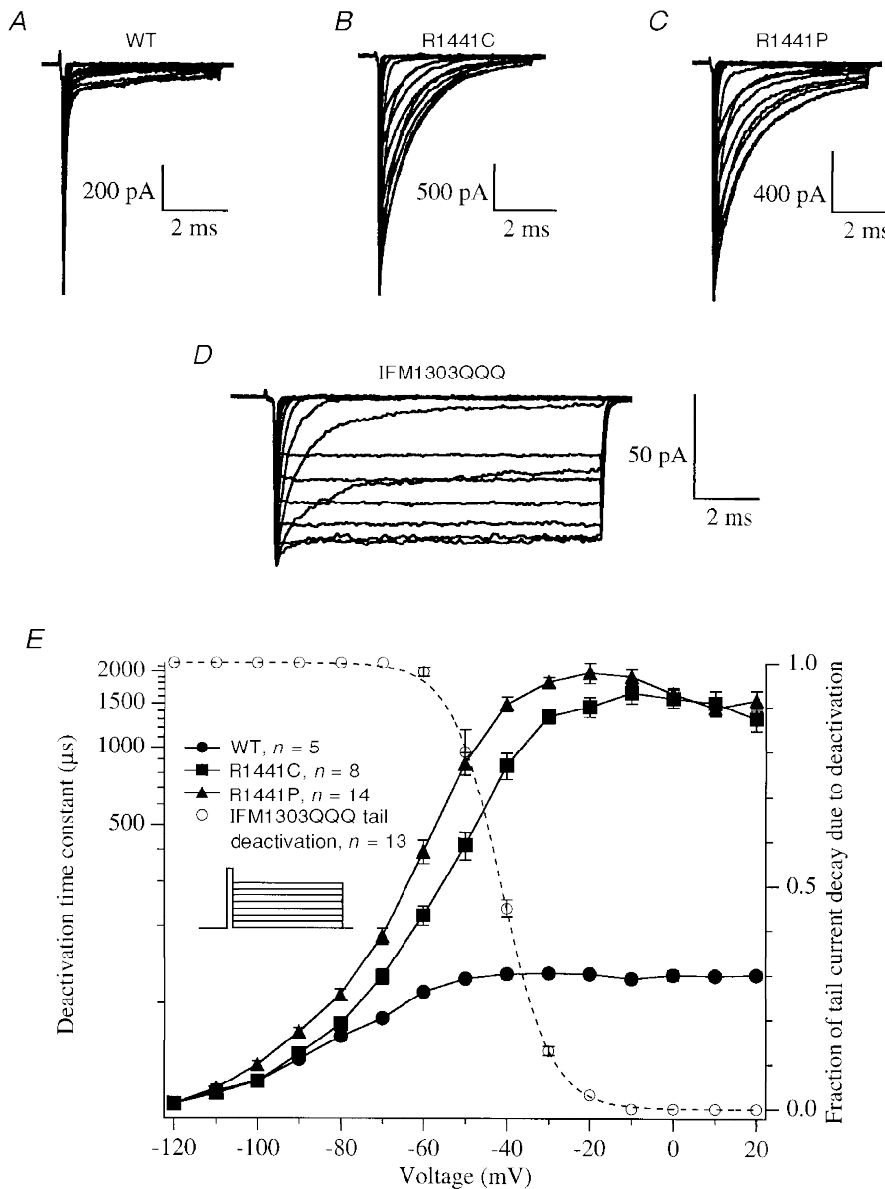 A
WT
200 pA
2 ms
B
R1441C
500 pA
2 ms
C
R1441P
400 pA
2 ms
D
IFM1303QQQ
50 pA
2 ms
E
Deactivation time constant (µs)
2000
1500
1000
500
WT, n = 5
R1441C, n = 8
R1441P, n = 14
IFM1303QQQ tail
deactivation, n = 13
1.0
0.5
0.0
Fraction of tail current decay due to deactivation
-120 -100 -80 -60 -40 -20 0 20
Voltage (mV)